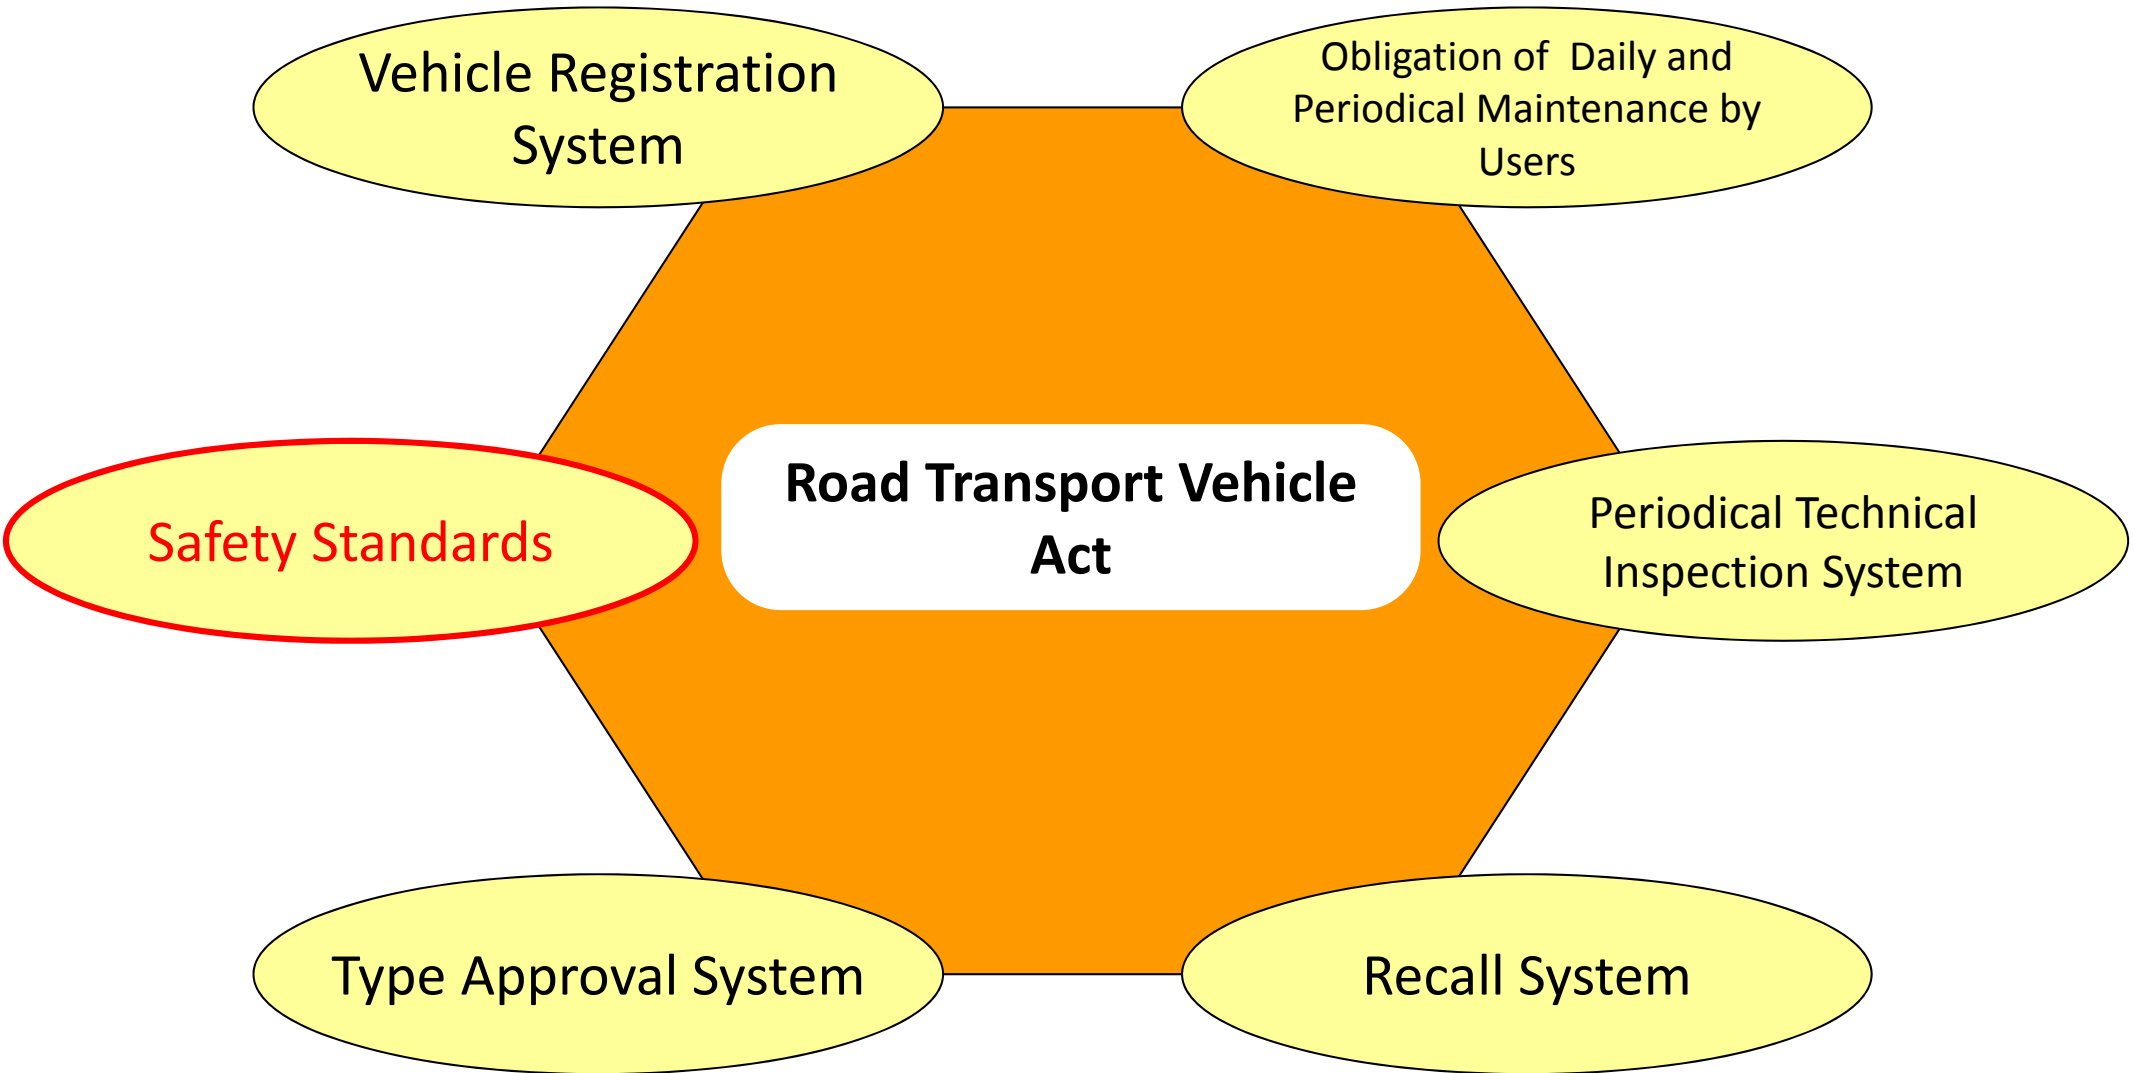 Vehicle Registration
System
Obligation of  Daily and
Periodical Maintenance by
Users
Safety Standards
Road Transport Vehicle
Act
Periodical Technical
Inspection System
Type Approval System
Recall System